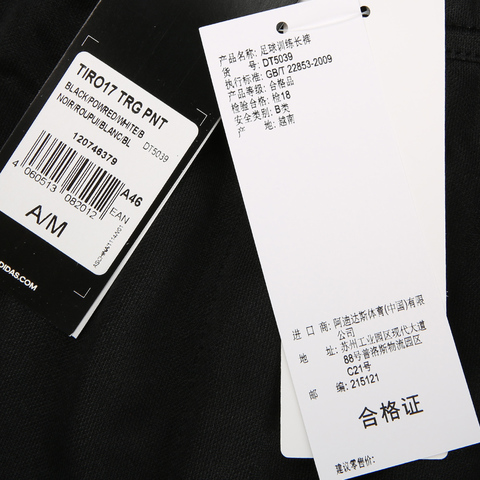 TIRO17 TRG PNT
BLACK/POWRED/WHITE/B
NOIR/ROUPUI/BLANC/BL
DT5039
120746379
A46
4 060513 082012
EAN
A/M
DIDAS.COM
产品名称: 足球训练长裤
货 号: DT5039
执行标准: GB/T 22853-2009
产品等级: 合格品
检验合格: 检18
安全类别: B类
产 地: 越南
进 口 商: 阿迪达斯体育(中国)有限
公司
地 址: 苏州工业园区现代大道
88号普洛斯物流园区
C21号
邮 编: 215121
合格证
建议零售价: